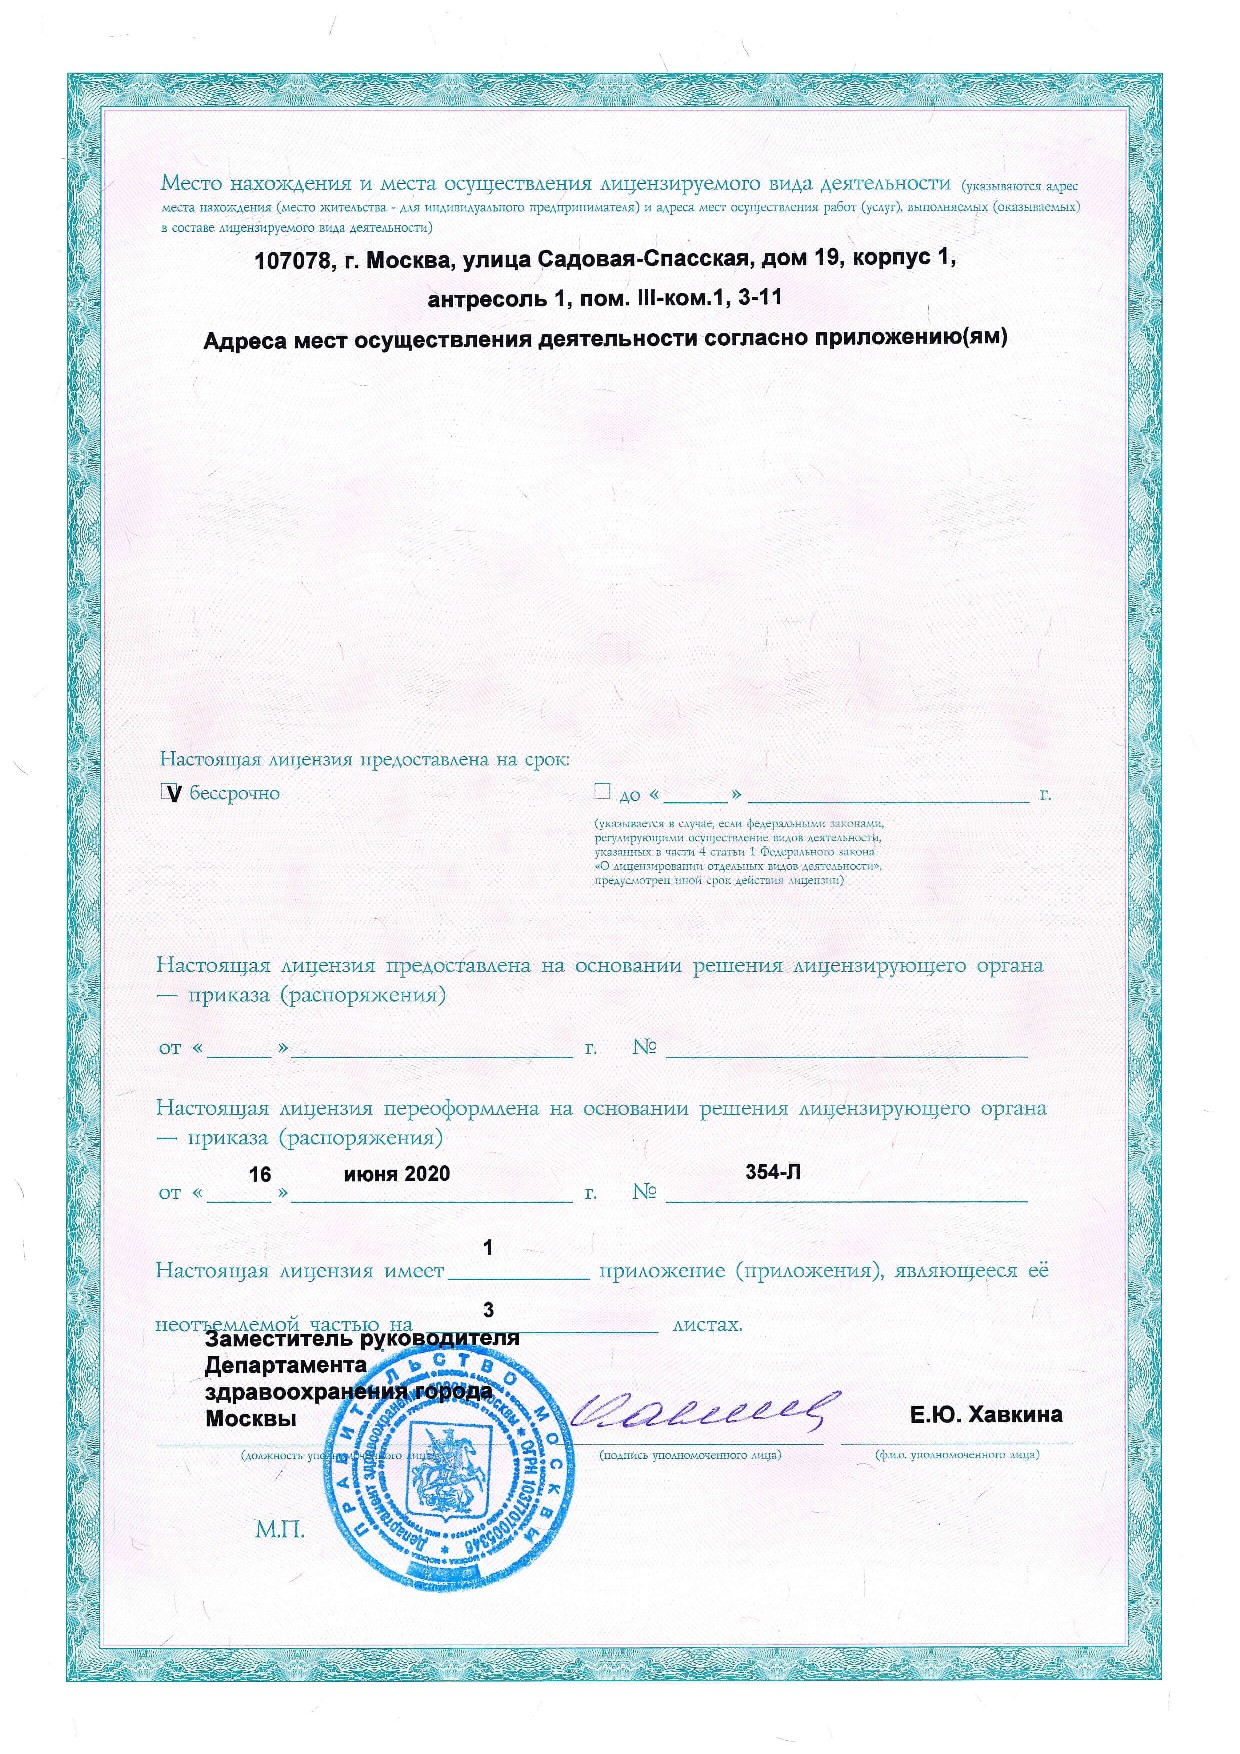 Место нахождения и места осуществления лицензируемого вида деятельности (указываются адрес
места нахождения (место жительства - для индивидуального предпринимателя) и адреса мест осуществления работ (услуг), выполняемых (оказываемых)
в составе лицензируемого вида деятельности)
107078, г. Москва, улица Садовая-Спасская, дом 19, корпус 1,
антресоль 1, пом. III-ком.1, 3-11
Адреса мест осуществления деятельности согласно приложению(ям)
Настоящая лицензия предоставлена на срок:
V бессрочно
до «______» __________________________ г.
(указывается в случае, если федеральными законами,
регулирующими осуществление видов деятельности,
указанных в части 4 статьи 1 Федерального закона
«О лицензировании отдельных видов деятельности»,
предусмотрен иной срок действия лицензии)
Настоящая лицензия предоставлена на основании решения лицензирующего органа
— приказа (распоряжения)
от «______» __________________________ г. № __________________________
Настоящая лицензия переоформлена на основании решения лицензирующего органа
— приказа (распоряжения)
от « 16 » июня 2020 г. № 354-Л
Настоящая лицензия имеет 1 приложение (приложения), являющееся её
неотъемлемой частью на 3 листах.
Заместитель руководителя
Департамента
здравоохранения города
Москвы
Е.Ю. Хавкина
(должность уполномоченного лица)
(подпись уполномоченного лица)
(ф.и.о. уполномоченного лица)
М.П.
ПРАВИТЕЛЬСТВО МОСКВЫ
Департамент здравоохранения города Москвы * ОГРН 1037701005346 *